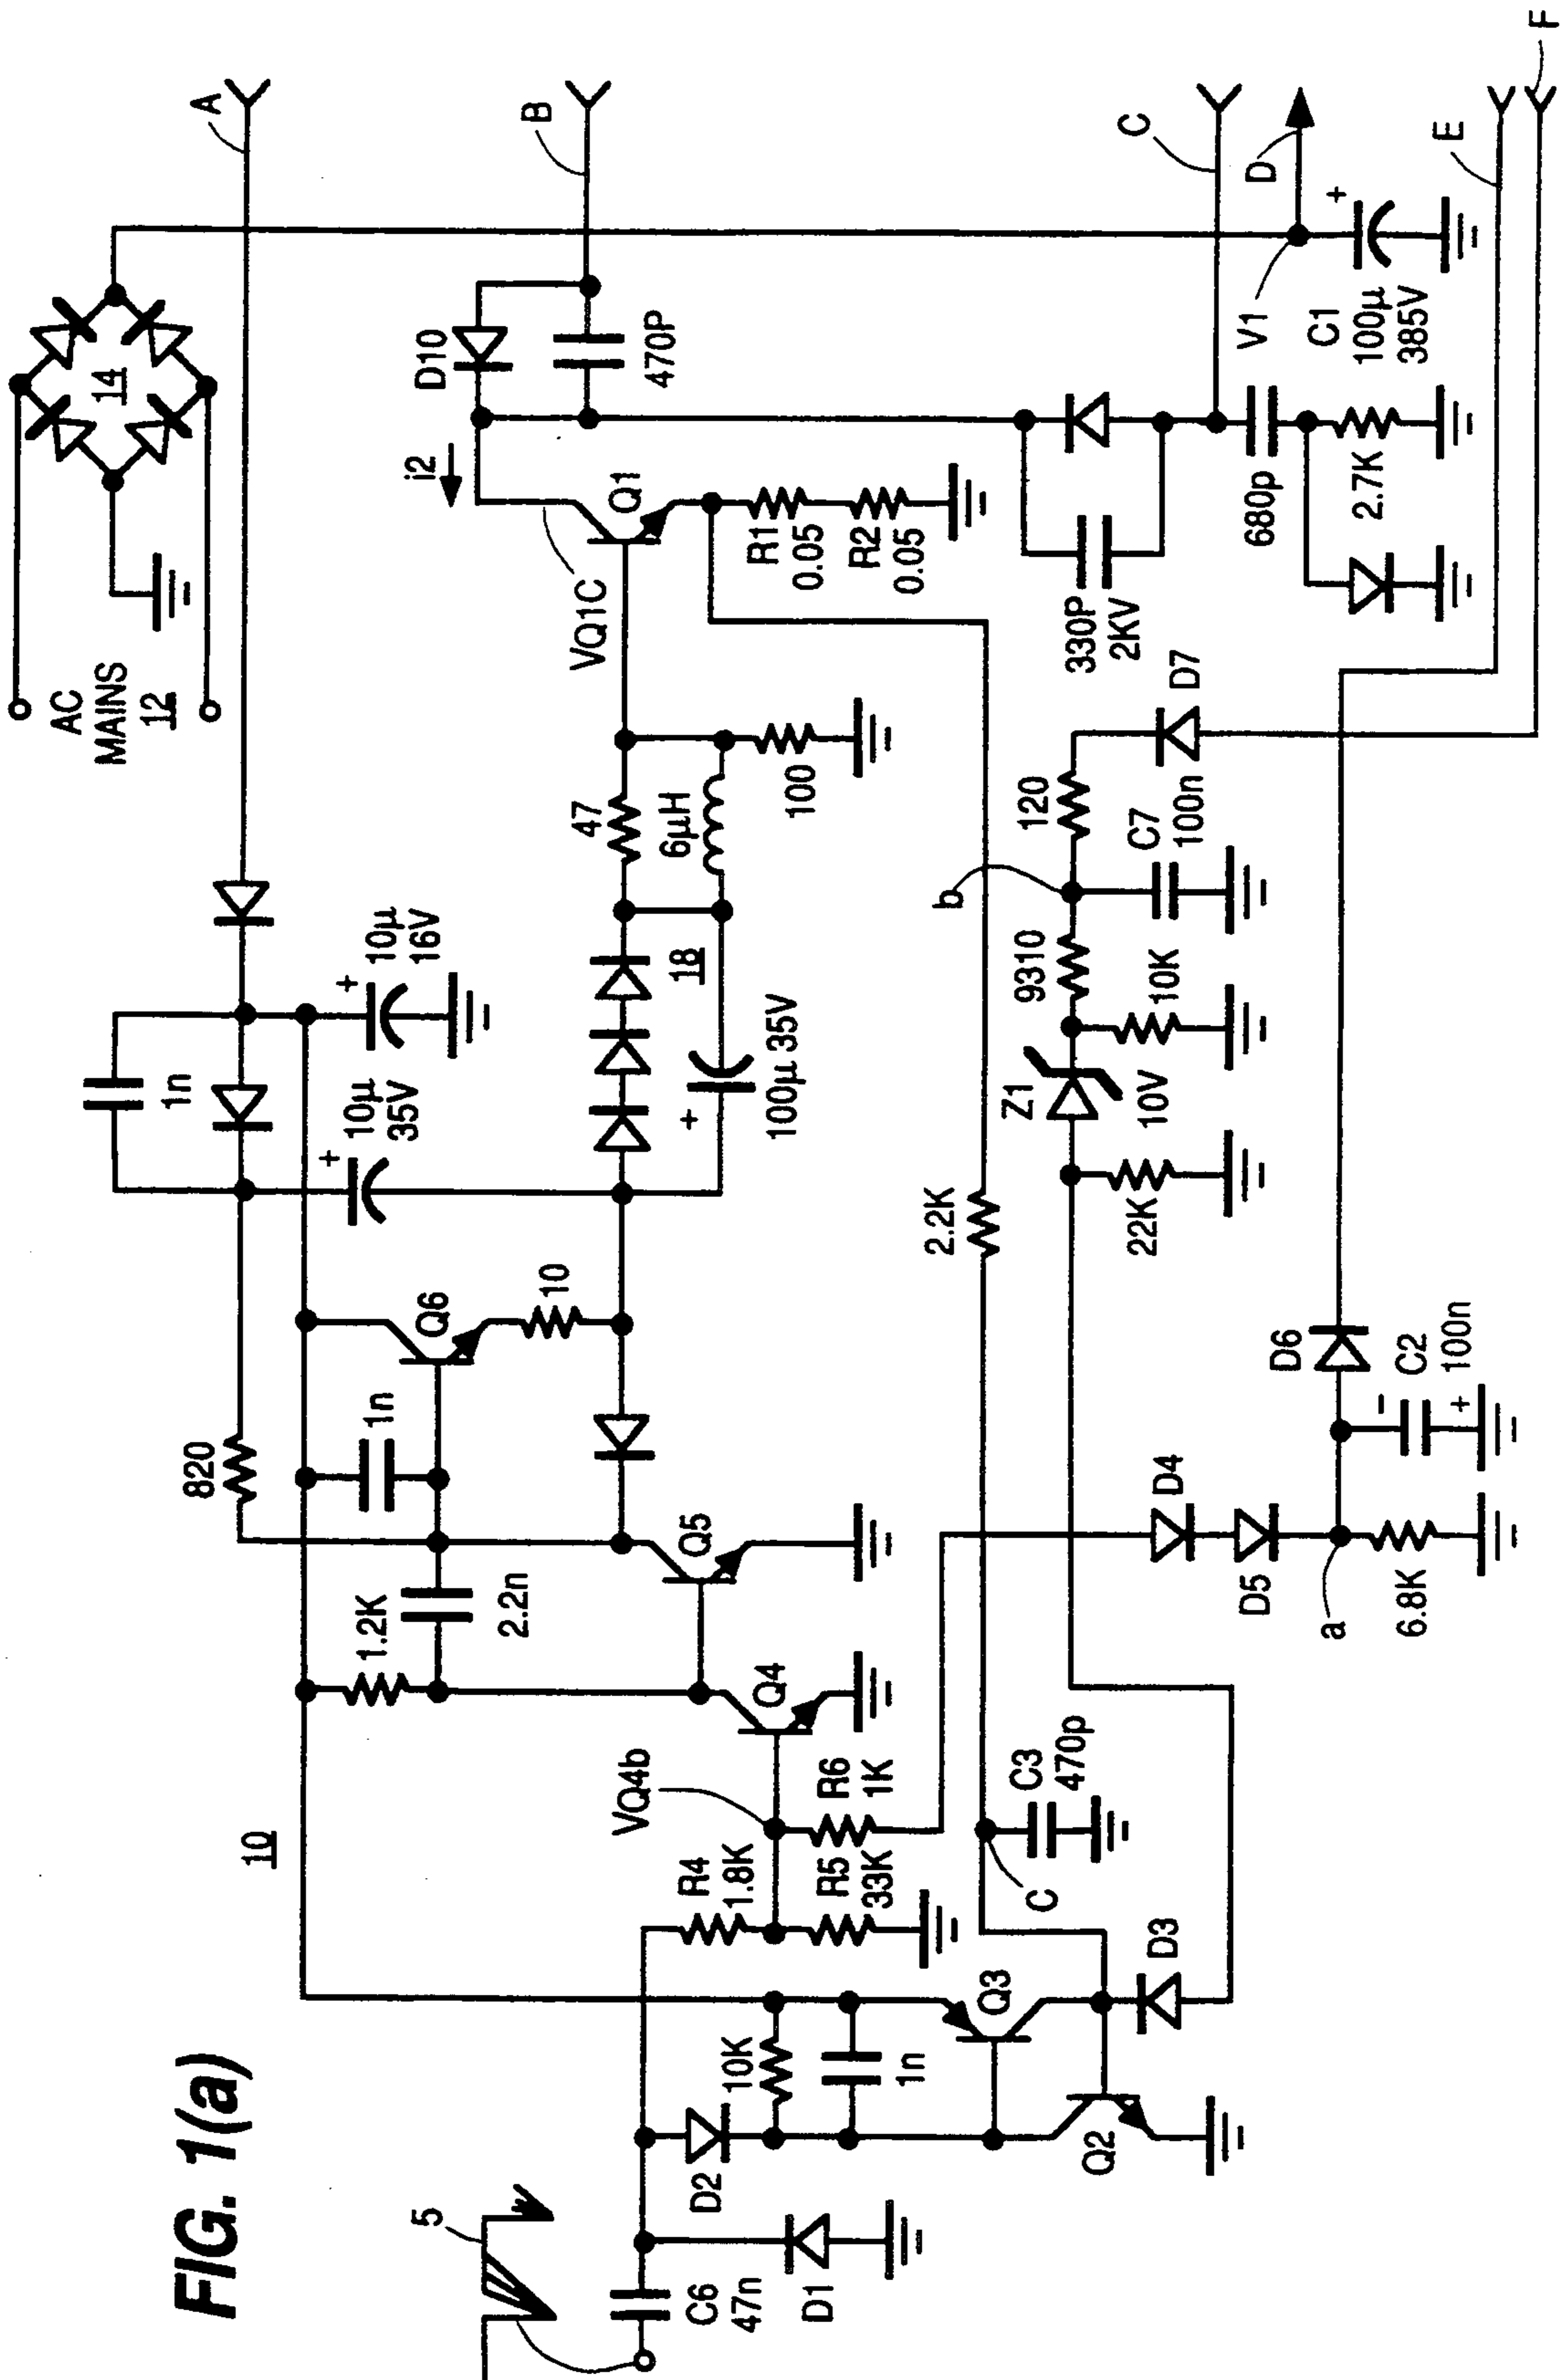 FIG. 1(a)
10
5
C6
47n
D1
D2
10K
1n
Q2
Q3
D3
R4
1.8K
R5
33K
VQ4b
R6
1K
C
C3
470p
Q4
1.2K
2.2n
Q5
820
1n
Q6
10
1n
10µ
35V
10µ
16V
+
+
+
100µ 35V
18
47
6µH
100
AC
MAINS
12
14
A
B
D10
470P
i2
VQ1C
Q1
R1
0.05
R2
0.05
330P
2KV
680p
2.7K
C
D
V1
+
C1
100µ
385V
E
F
2.2K
Z1
10V
22K
9310
10K
b
120
C7
100n
D7
D4
D5
a
6.8K
D6
C2
100n
−
+